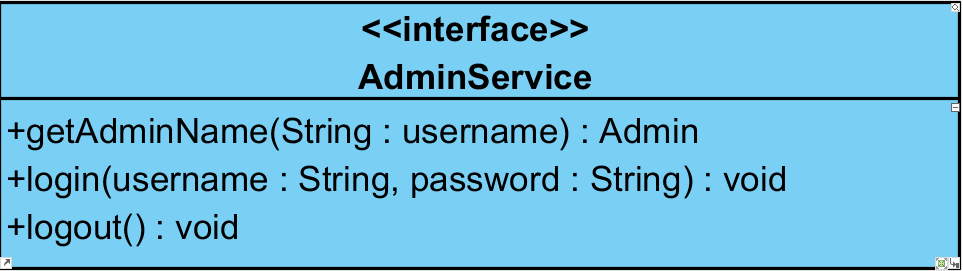 <<interface>>
AdminService
+getAdminName(String : username) : Admin
+login(username : String, password : String) : void
+logout() : void